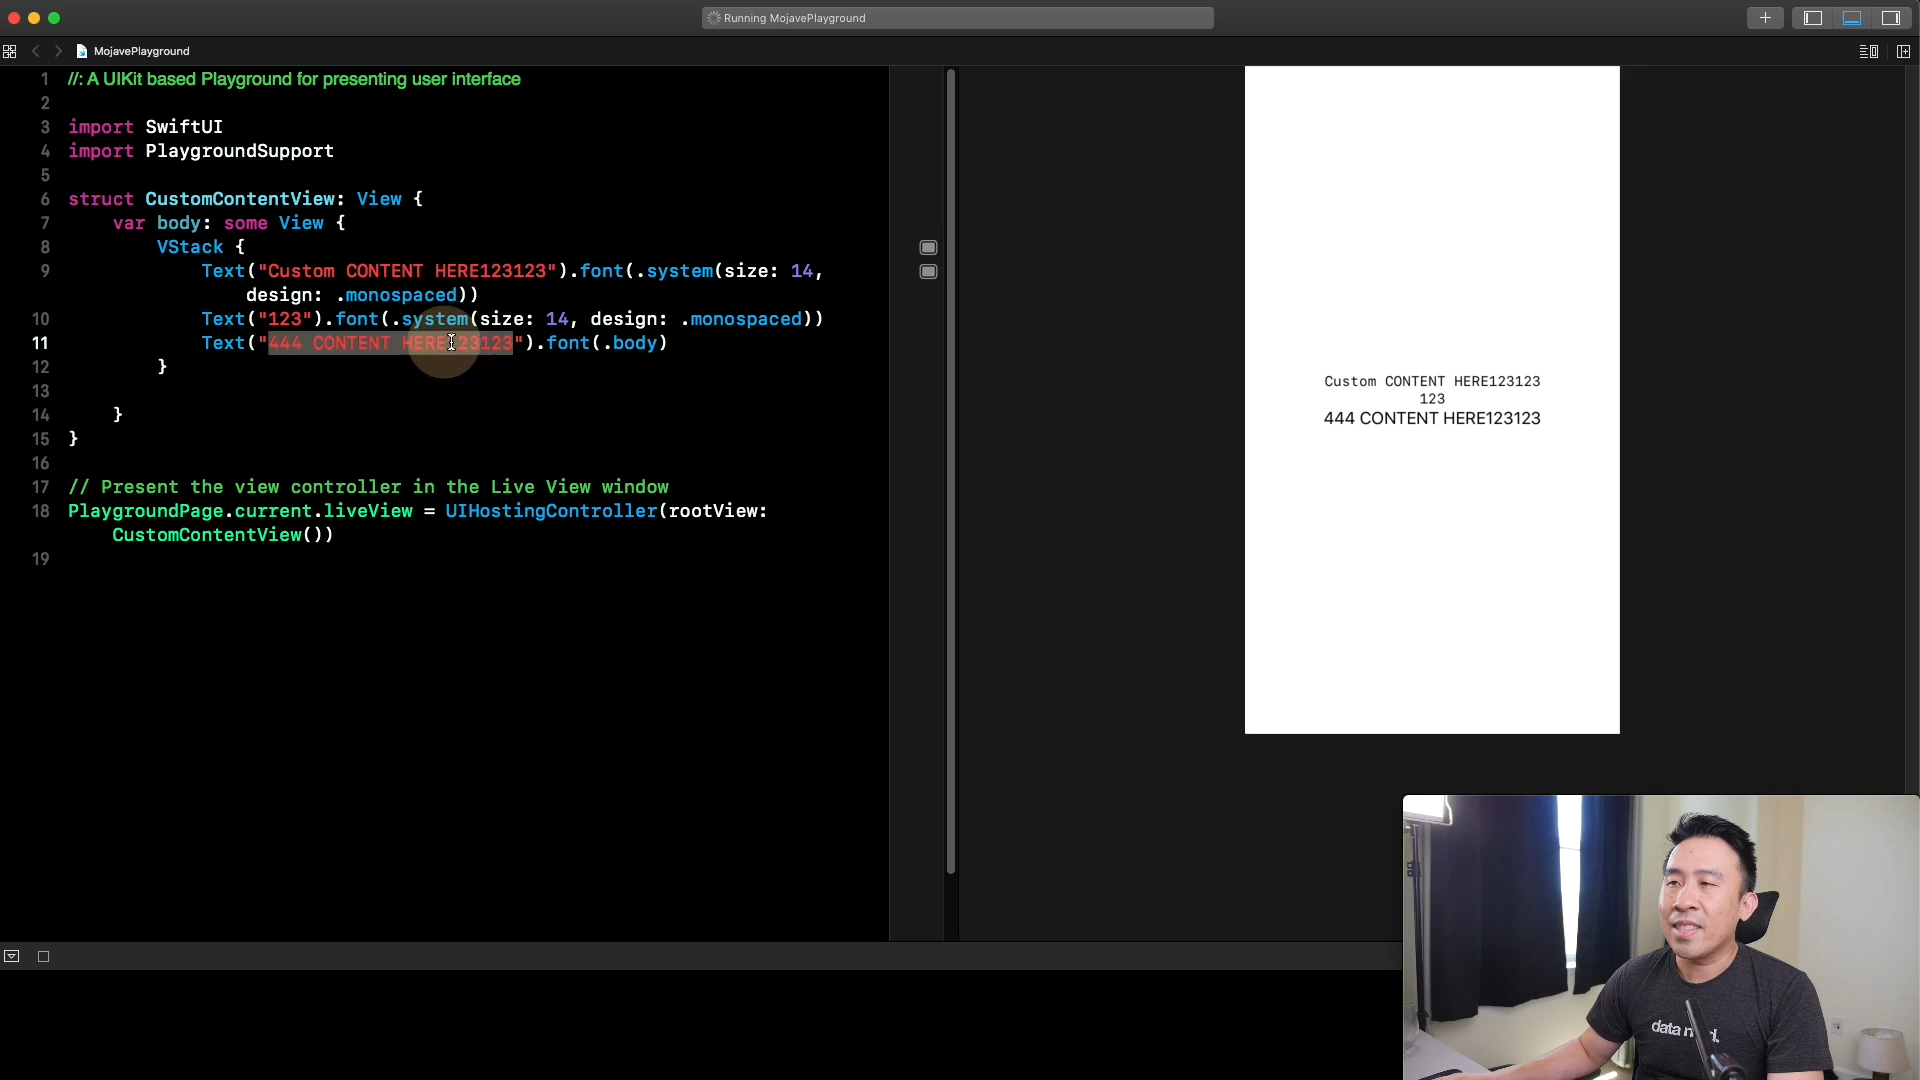 Running MojavePlayground
MojavePlayground
1 //: A UIKit based Playground for presenting user interface
2
3 import SwiftUI
4 import PlaygroundSupport
5
6 struct CustomContentView: View {
7 var body: some View {
8 VStack {
9 Text("Custom CONTENT HERE123123").font(.system(size: 14,
design: .monospaced))
10 Text("123").font(.system(size: 14, design: .monospaced))
11 Text("444 CONTENT HERE123123").font(.body)
12 }
13
14 }
15 }
16
17 // Present the view controller in the Live View window
18 PlaygroundPage.current.liveView = UIHostingController(rootView:
CustomContentView())
19
Custom CONTENT HERE123123
123
444 CONTENT HERE123123
data